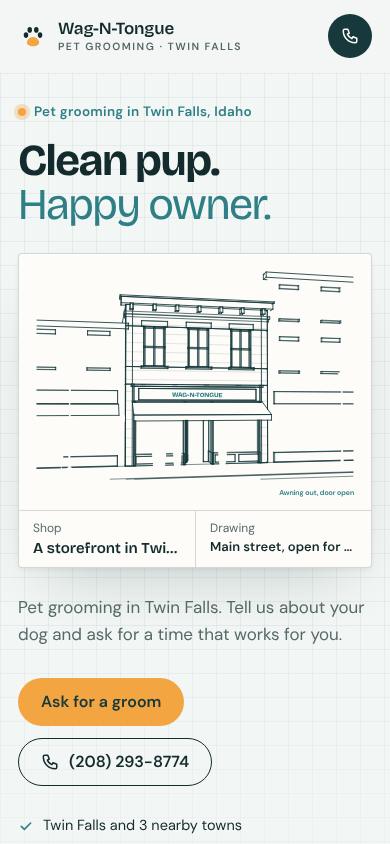 Wag-N-Tongue
PET GROOMING · TWIN FALLS
Pet grooming in Twin Falls, Idaho
Clean pup.
Happy owner.
WAG-N-TONGUE
Awning out, door open
Shop
A storefront in Twi...
Drawing
Main street, open for ...
Pet grooming in Twin Falls. Tell us about your
dog and ask for a time that works for you.
Ask for a groom
(208) 293-8774
Twin Falls and 3 nearby towns